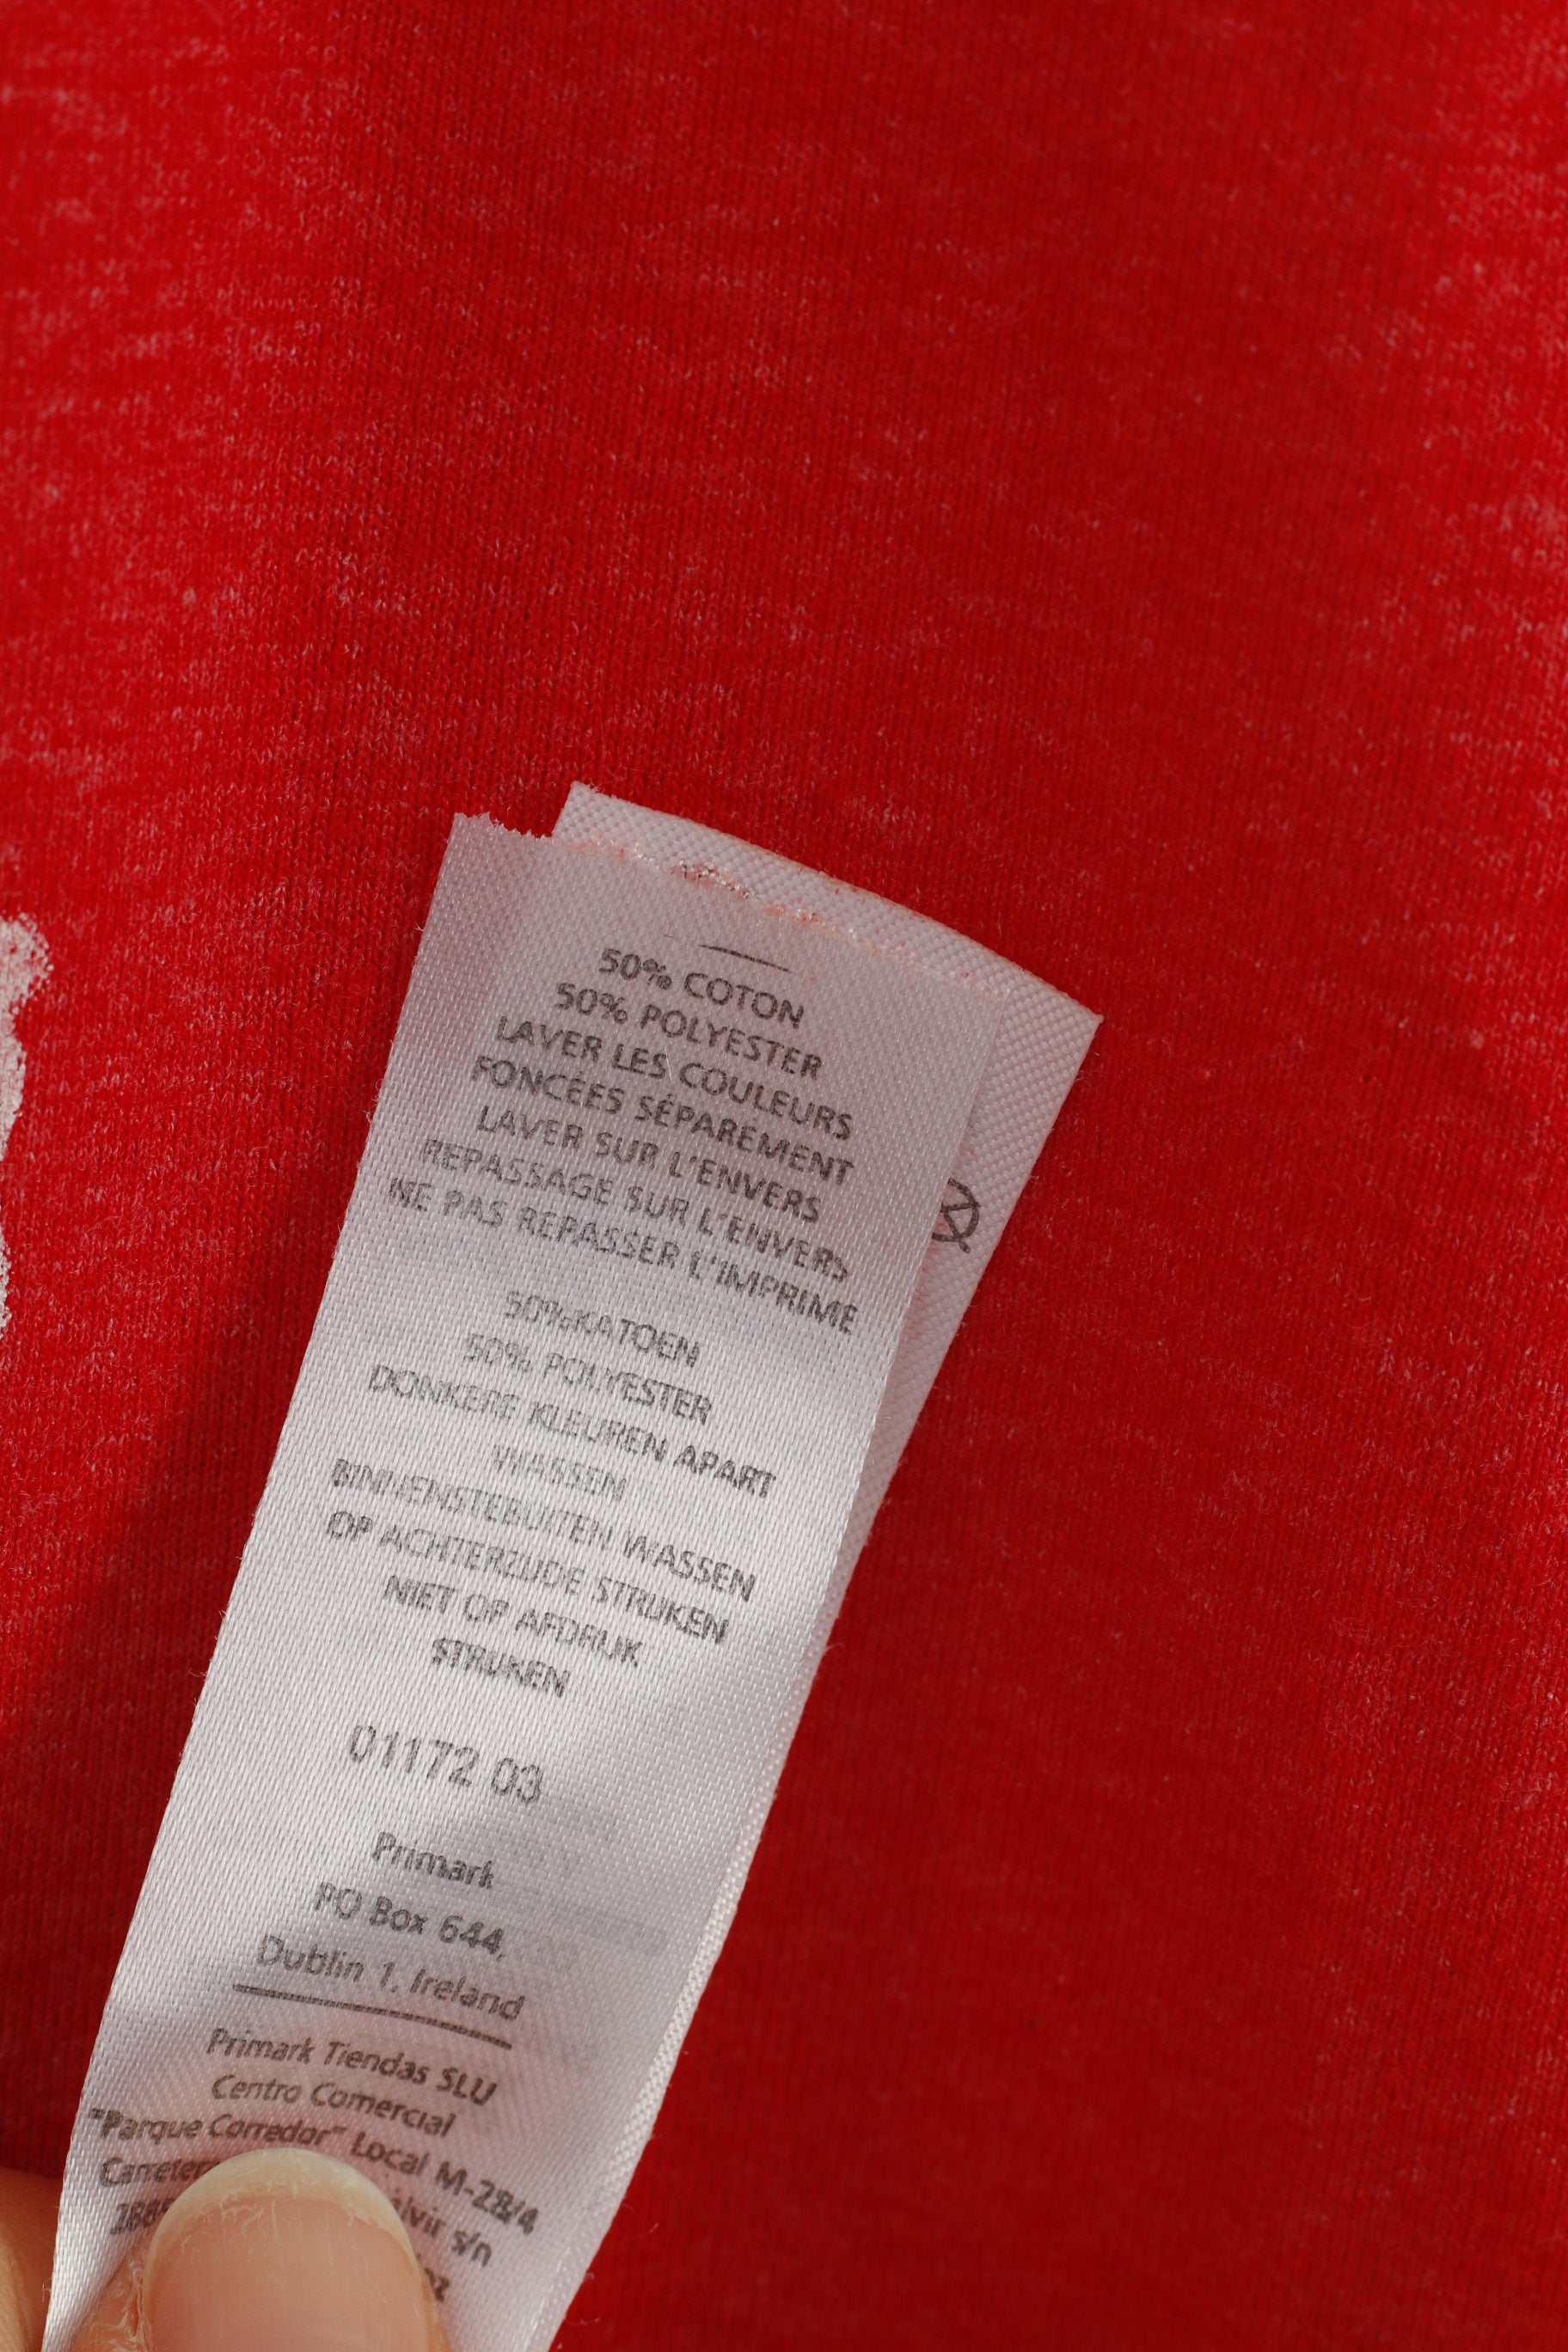 50% COTON
50% POLYESTER
LAVER LES COULEURS
FONCÉES SÉPARÉMENT
LAVER SUR L'ENVERS
REPASSAGE SUR L'ENVERS
NE PAS REPASSER L'IMPRIME
50%KATOEN
50% POLYESTER
DONKERE KLEUREN APART
WASSEN
BINNENSTEBUITEN WASSEN
OP ACHTERZIJDE STRIJKEN
NIET OP AFDRUK
STRIJKEN
01172 03
Primark
PO Box 644,
Dublin 1, Ireland
Primark Tiendas SLU
Centro Comercial
"Parque Corredor" Local M-28/4
s/n